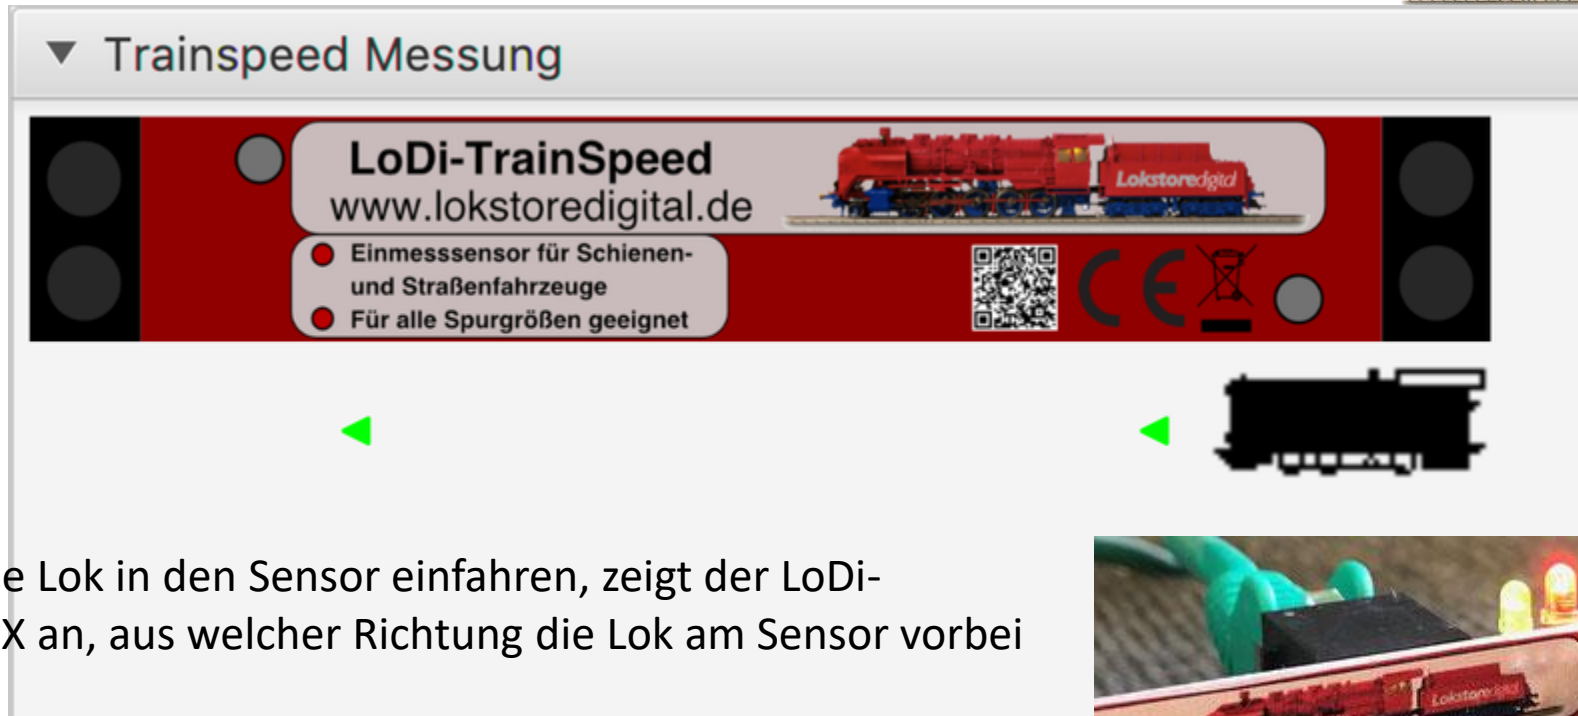 Trainspeed Messung
LoDi-TrainSpeed
www.lokstoredigital.de
Lokstoredigital
Einmesssensor für Schienen-
und Straßenfahrzeuge
Für alle Spurgrößen geeignet
CE
e Lok in den Sensor einfahren, zeigt der LoDi-
X an, aus welcher Richtung die Lok am Sensor vorbei
Lokstoredigital